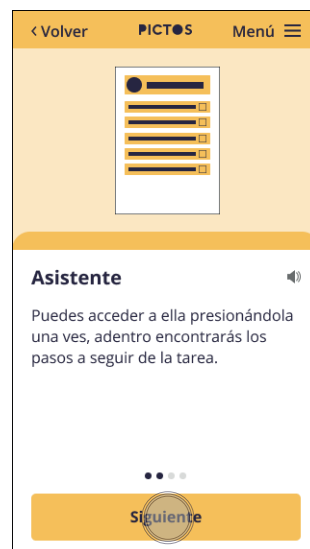 < Volver PICTOS Menú
Asistente
Puedes acceder a ella presionándola
una ves, adentro encontrarás los
pasos a seguir de la tarea.
Siguiente